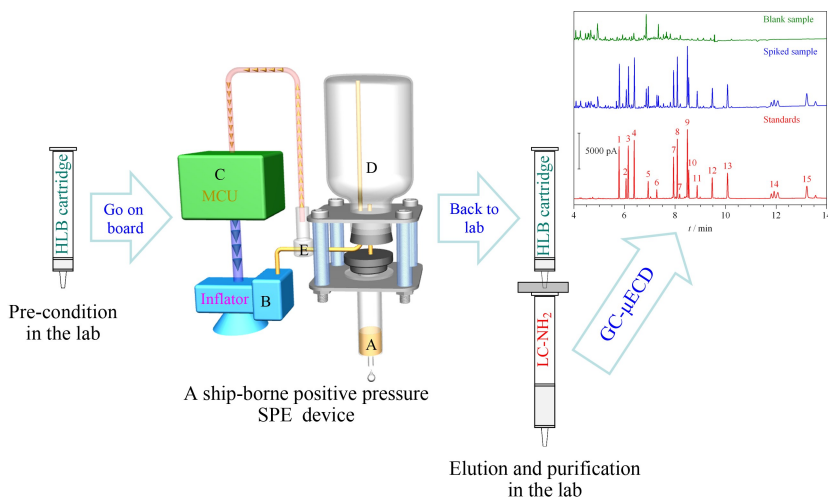 HLB cartridge
Pre-condition
in the lab
Go on
board
C
MCU
Inflator
B
E
D
A
A ship-borne positive pressure
SPE device
Back to
lab
HLB cartridge
LC-NH₂
Elution and purification
in the lab
GC-μECD
Blank sample
Spiked sample
Standards
5000 pA
1
2
3
4
5
6
7
8
7
9
10
11
12
13
14
15
4 6 8 10 12 14
t / min